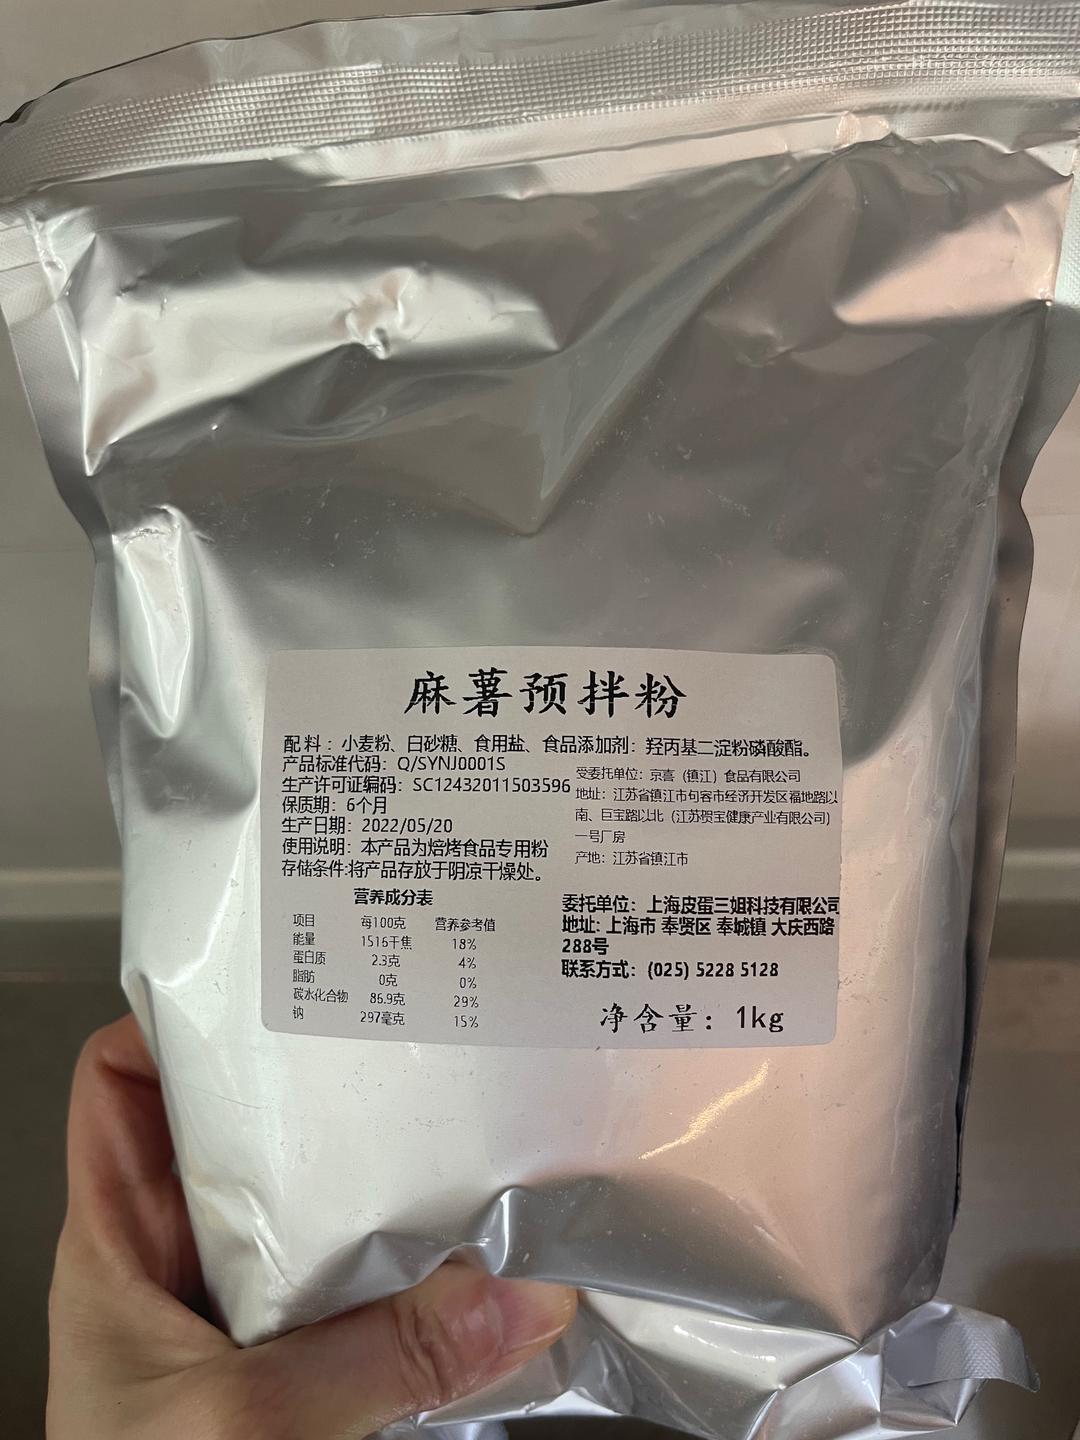 麻薯预拌粉
配料：小麦粉、白砂糖、食用盐、食品添加剂：羟丙基二淀粉磷酸酯。
产品标准代码：Q/SYNJ0001S
生产许可证编码：SC12432011503596
保质期：6个月
生产日期：2022/05/20
使用说明：本产品为焙烤食品专用粉
存储条件:将产品存放于阴凉干燥处。
受委托单位：京喜（镇江）食品有限公司
地址：江苏省镇江市句容市经济开发区福地路以
南、巨宝路以北（江苏贺宝健康产业有限公司）
一号厂房
产地：江苏省镇江市
营养成分表
项目 每100克 营养参考值
能量 1516千焦 18%
蛋白质 2.3克 4%
脂肪 0克 0%
碳水化合物 86.9克 29%
钠 297毫克 15%
委托单位：上海皮蛋三姐科技有限公司
地址: 上海市 奉贤区 奉城镇 大庆西路
288号
联系方式：(025) 5228 5128
净含量：1kg